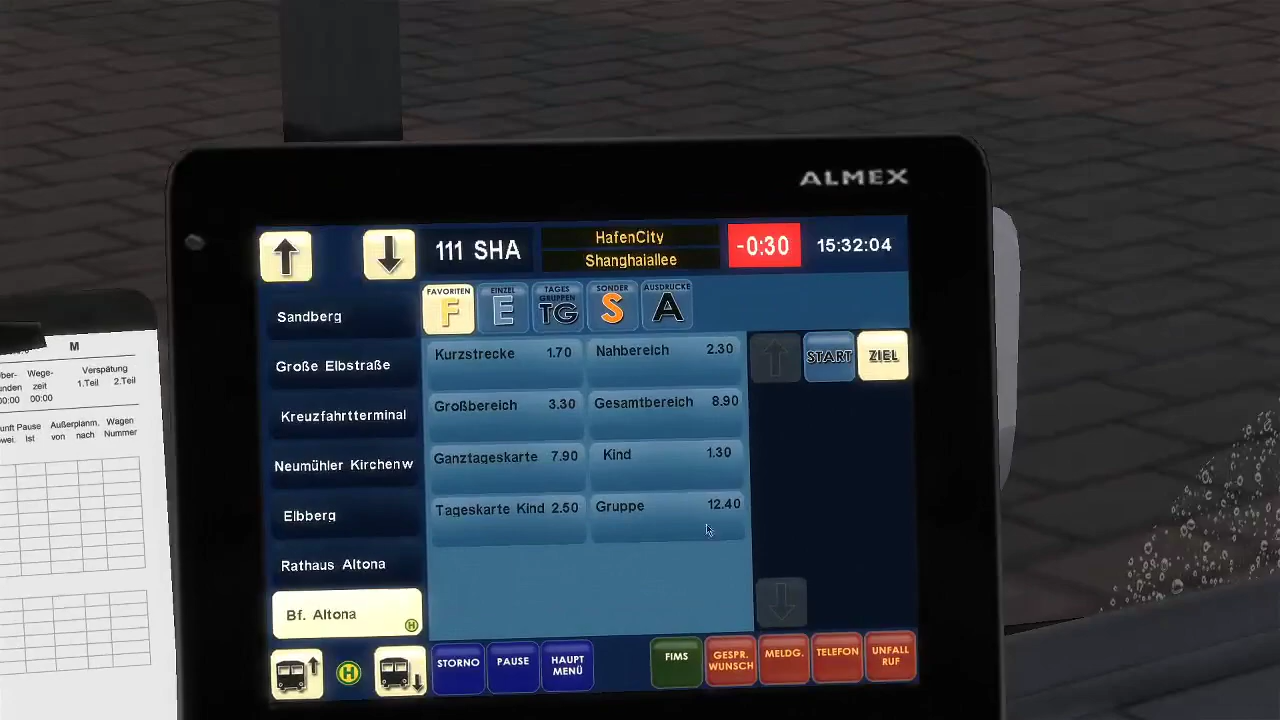 ALMEX
111 SHA
HafenCity
Shanghaiallee
-0:30
15:32:04
FAVORITEN
F
EINZEL
E
TAGES
GRUPPEN
TG
SONDER
S
AUSDRUCKE
A
Sandberg
Große Elbstraße
Kreuzfahrtterminal
Neumühler Kirchenw
Elbberg
Rathaus Altona
Bf. Altona
H
Kurzstrecke 1.70
Nahbereich 2.30
Großbereich 3.30
Gesamtbereich 8.90
Ganztageskarte 7.90
Kind 1.30
Tageskarte Kind 2.50
Gruppe 12.40
START
ZIEL
H
STORNO
PAUSE
HAUPT
MENÜ
FIMS
GESPR.
WUNSCH
MELDG.
TELEFON
UNFALL
RUF
M
Wege-
zeit
00:00
Verspätung
1.Teil 2.Teil
Pause
Ist
Außerplanm.
von nach
Wagen
Nummer